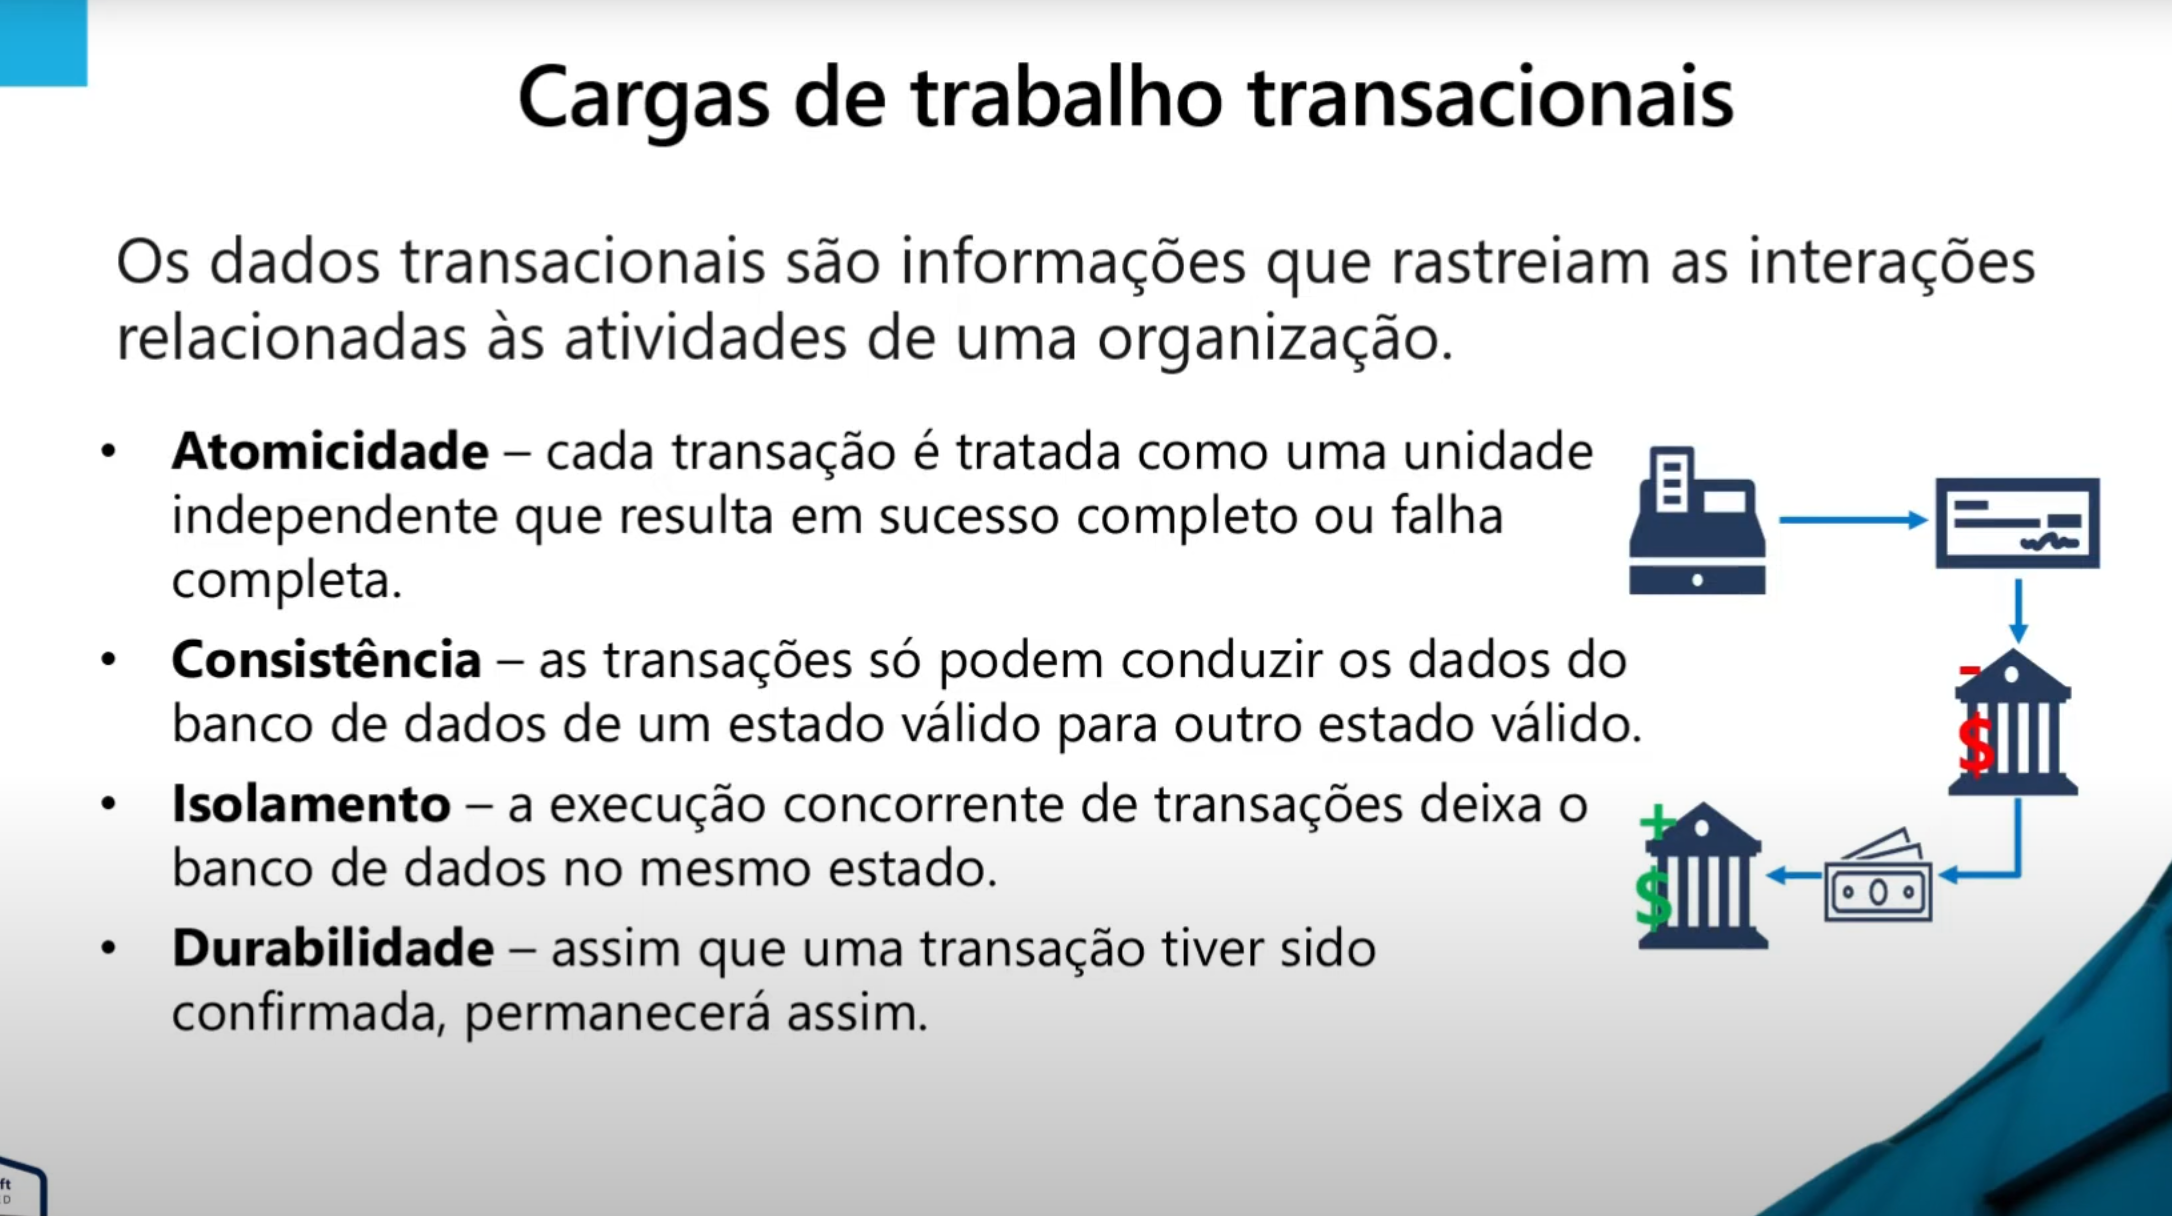 Cargas de trabalho transacionais
Os dados transacionais são informações que rastreiam as interações
relacionadas às atividades de uma organização.
• Atomicidade – cada transação é tratada como uma unidade
independente que resulta em sucesso completo ou falha
completa.
• Consistência – as transações só podem conduzir os dados do
banco de dados de um estado válido para outro estado válido.
• Isolamento – a execução concorrente de transações deixa o
banco de dados no mesmo estado.
• Durabilidade – assim que uma transação tiver sido
confirmada, permanecerá assim.
-
$
+
$